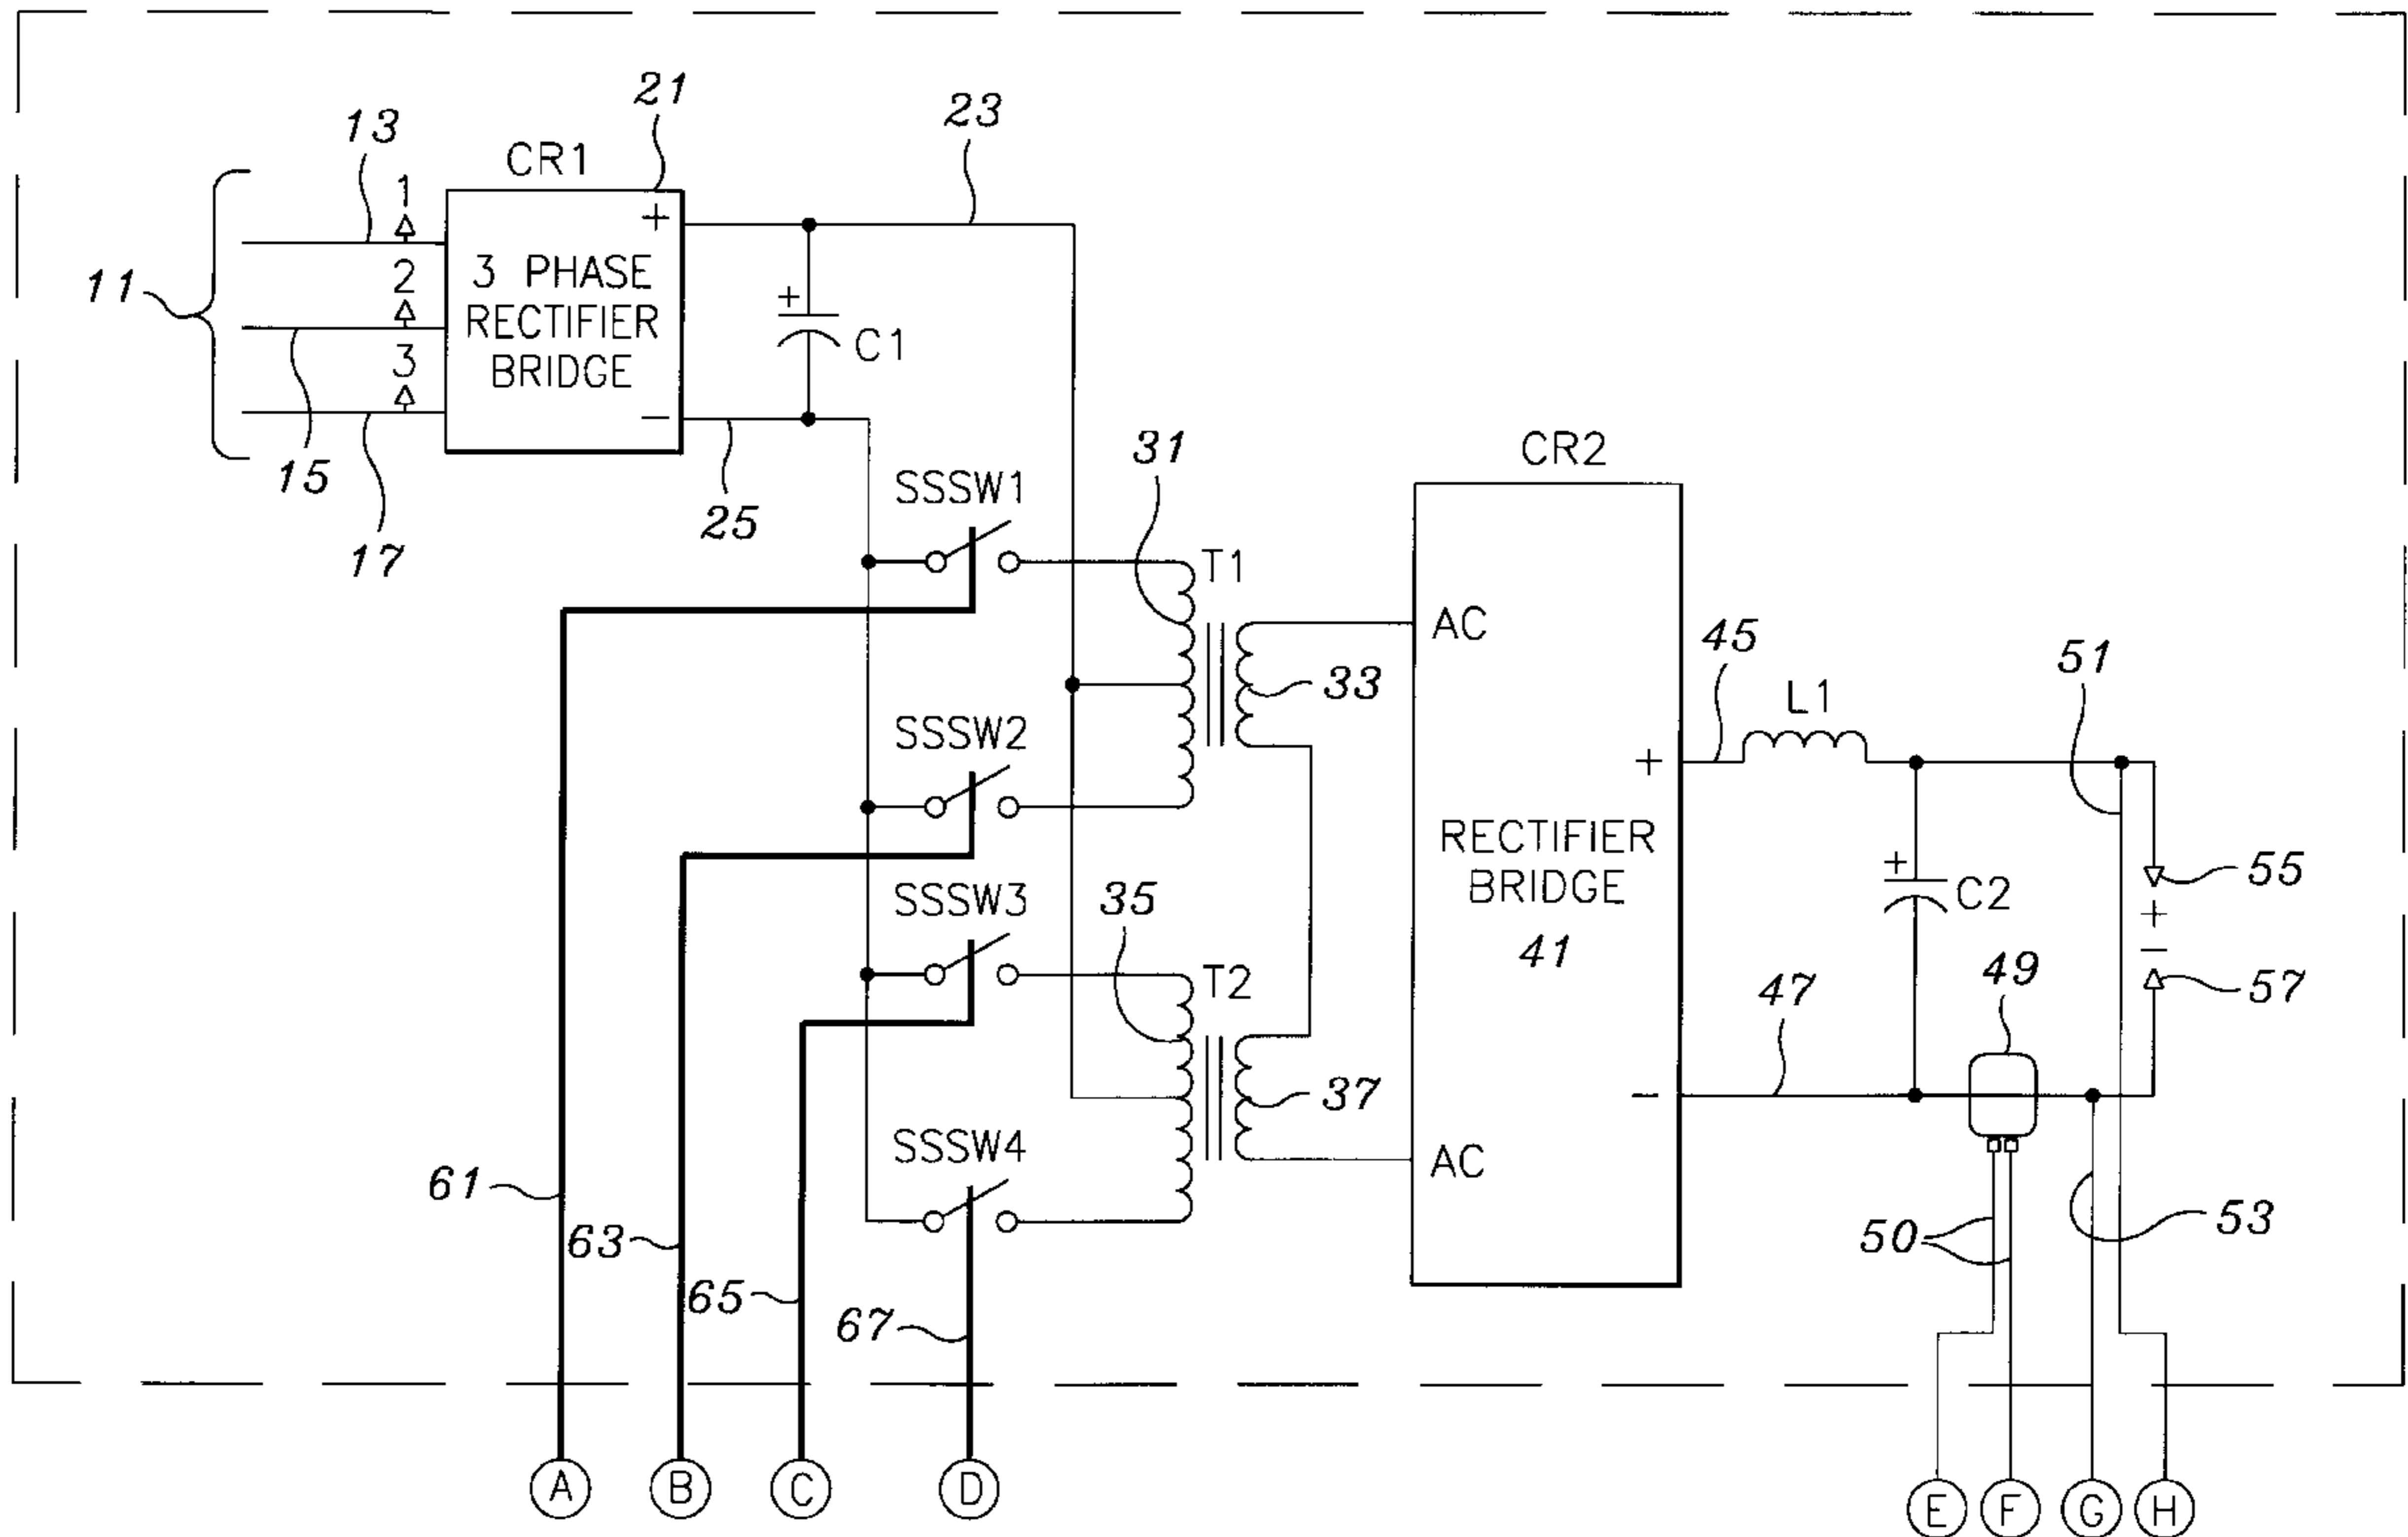 21
23
13
CR1
1
+
11
2
3 PHASE
RECTIFIER
BRIDGE
+
C1
3
−
15
17
25
SSSW1
31
CR2
T1
AC
45
51
33
L1
SSSW2
+
RECTIFIER
BRIDGE
41
+
C2
55
+
−
57
SSSW3
35
T2
49
47
37
−
SSSW4
AC
61
63
65
67
50
53
A
B
C
D
E
F
G
H